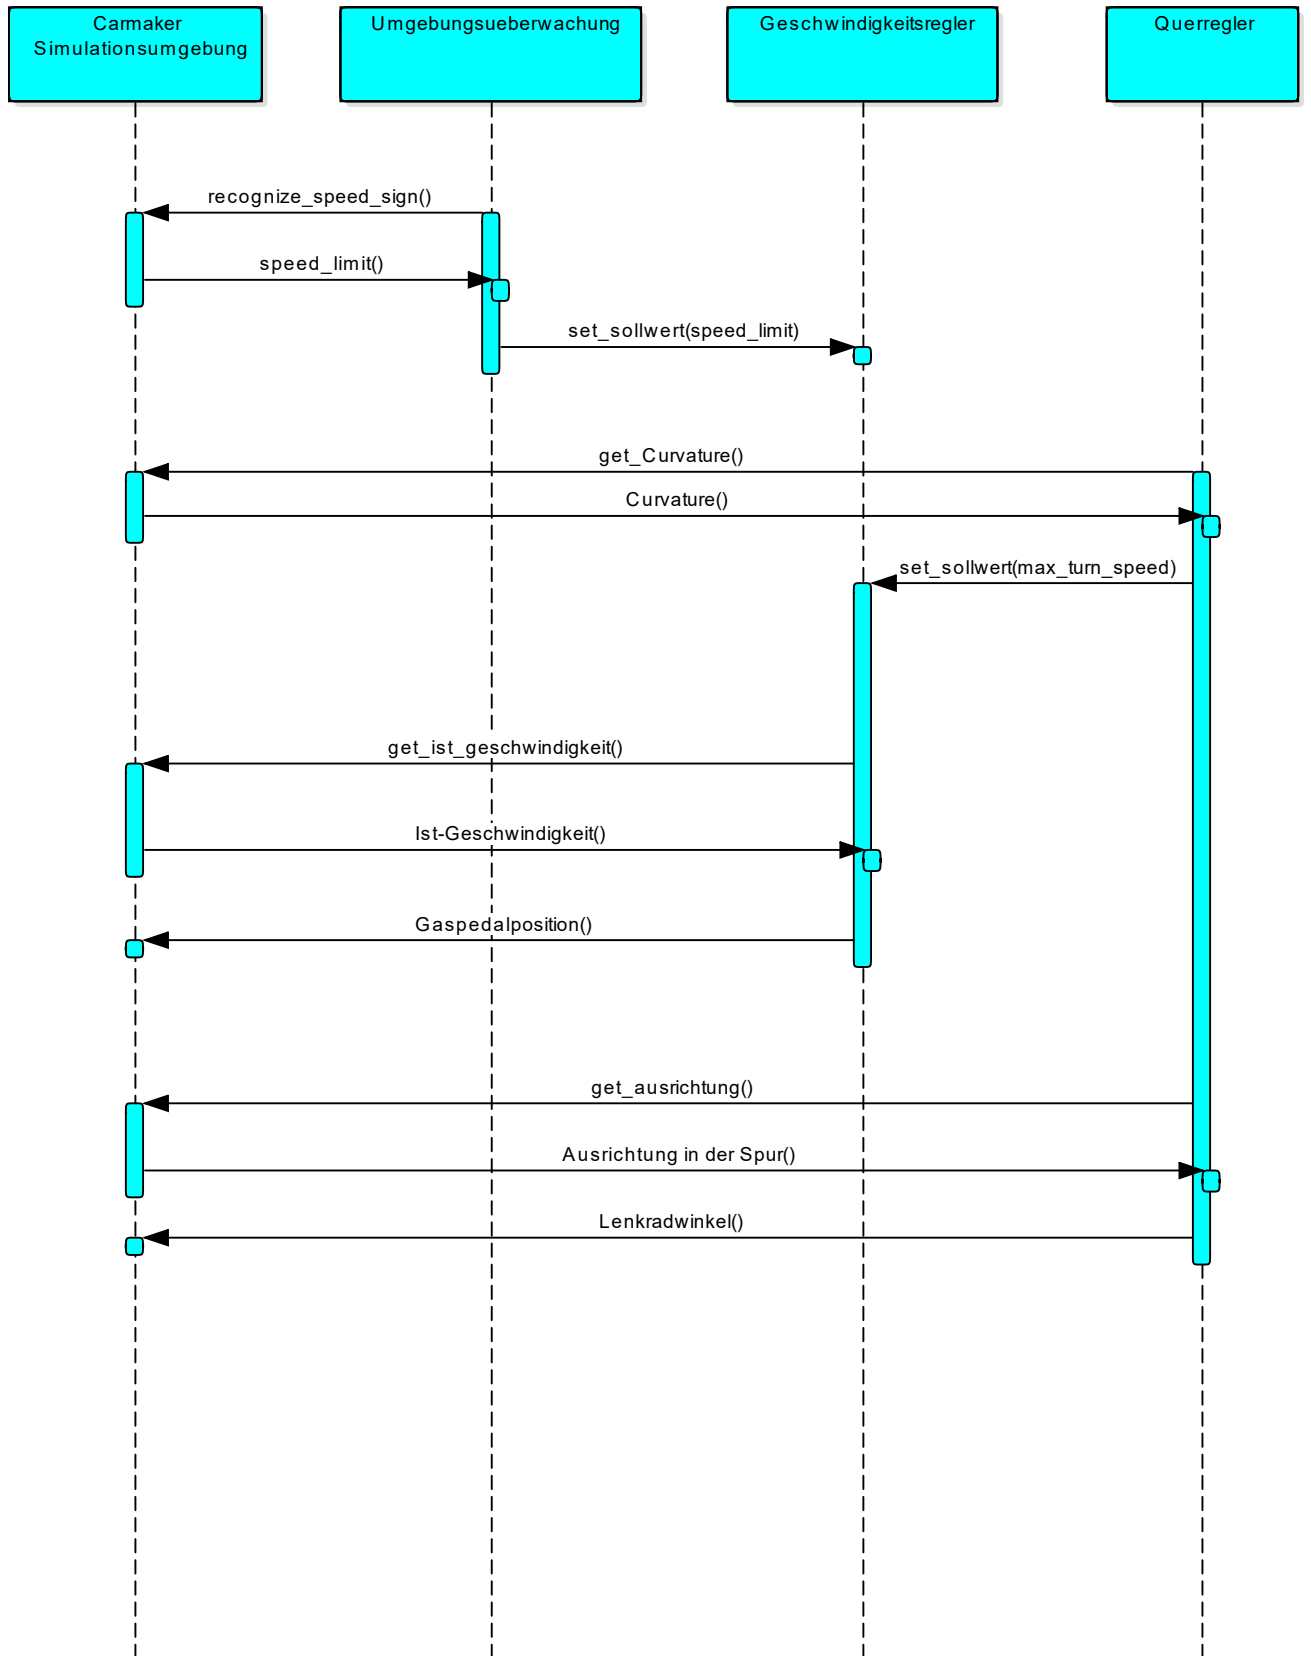 Carmaker
Simulationsumgebung
Umgebungsueberwachung
Geschwindigkeitsregler
Querregler
recognize_speed_sign()
speed_limit()
set_sollwert(speed_limit)
get_Curvature()
Curvature()
set_sollwert(max_turn_speed)
get_ist_geschwindigkeit()
Ist-Geschwindigkeit()
Gaspedalposition()
get_ausrichtung()
Ausrichtung in der Spur()
Lenkradwinkel()